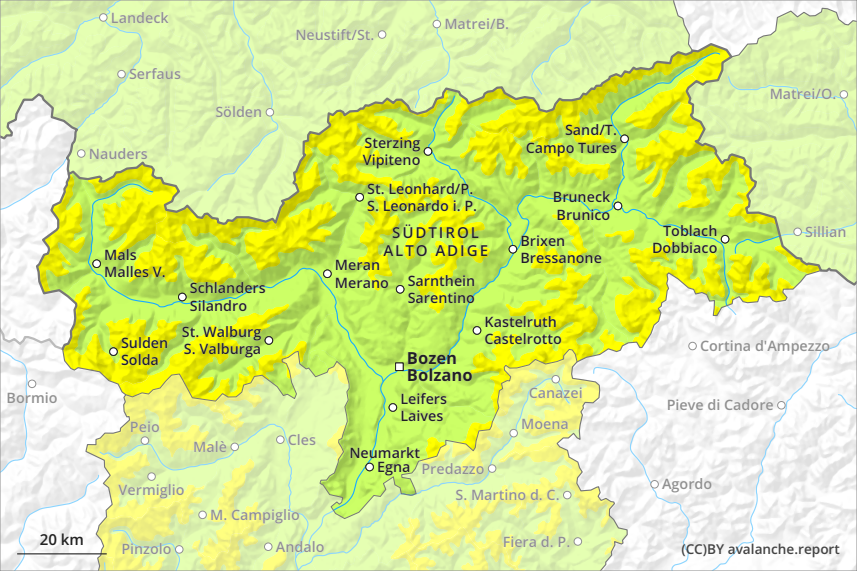 Landeck
Matrei/B.
Neustift/St.
Serfaus
Matrei/O.
Sölden
Sand/T.
Campo Tures
Sterzing
Vipiteno
Nauders
St. Leonhard/P.
S. Leonardo i. P.
Bruneck
Brunico
SÜDTIROL
ALTO ADIGE
Toblach
Dobbiaco
Sillian
Brixen
Bressanone
Mals
Malles V.
Meran
Merano
Sarnthein
Sarentino
Schlanders
Silandro
Kastelruth
Castelrotto
St. Walburg
S. Valburga
Sulden
Solda
Cortina d'Ampezzo
Bozen
Bolzano
Bormio
Canazei
Leifers
Laives
Pieve di Cadore
Peio
Moena
Malè
Cles
Neumarkt
Egna
Predazzo
Vermiglio
Agordo
S. Martino d. C.
M. Campiglio
20 km
Pinzolo
Andalo
Fiera d. P.
(CC)BY avalanche.report